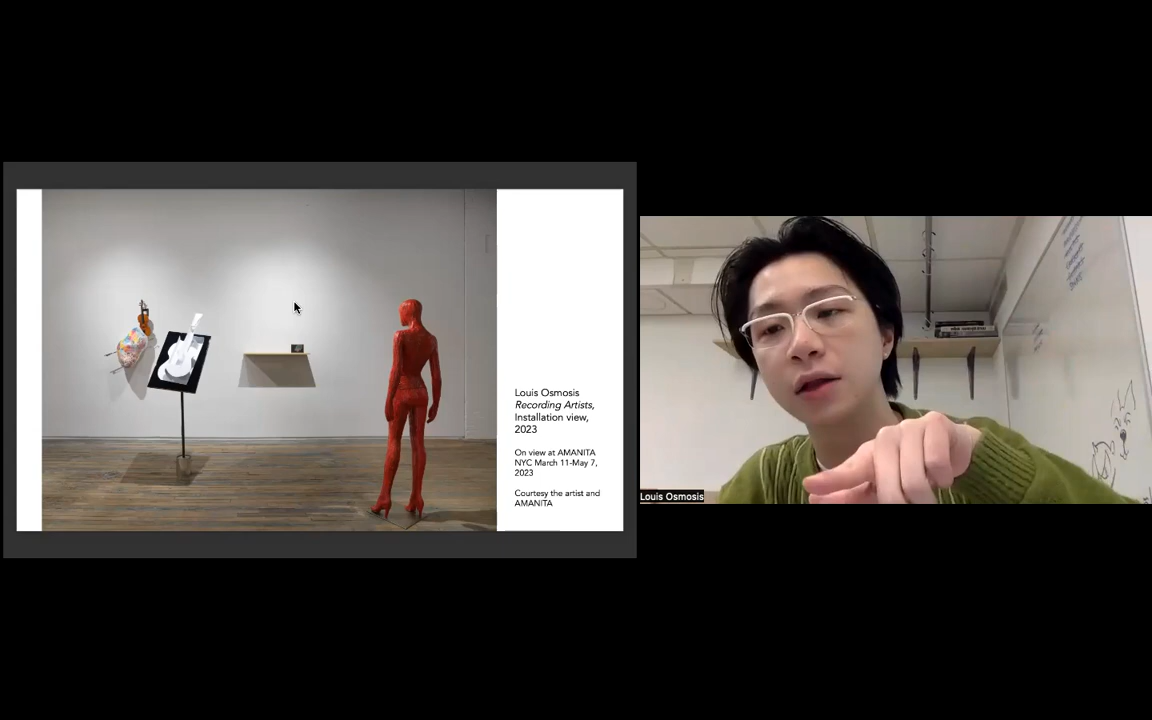 Louis Osmosis
Recording Artists,
Installation view,
2023
On view at AMANITA
NYC March 11-May 7,
2023
Courtesy the artist and
AMANITA
Louis Osmosis